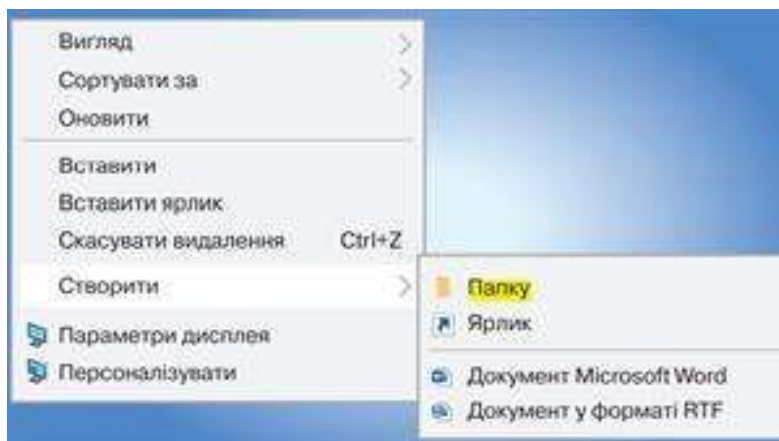 Вигляд
Сортувати за
Оновити
Вставити
Вставити ярлик
Скасувати видалення Ctrl+Z
Створити
Параметри дисплея
Персоналізувати
Папку
Ярлик
Документ Microsoft Word
Документ у форматі RTF